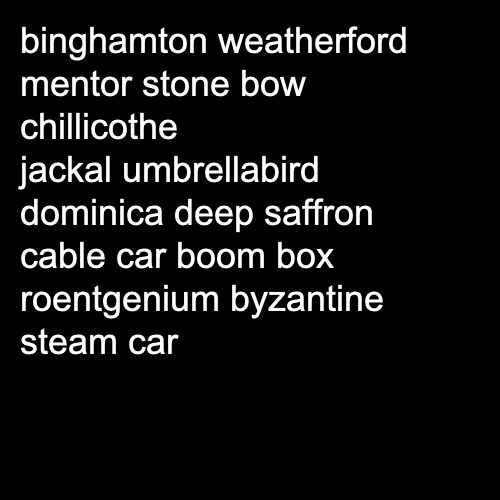 binghamton weatherford
mentor stone bow
chillicothe
jackal umbrellabird
dominica deep saffron
cable car boom box
roentgenium byzantine
steam car